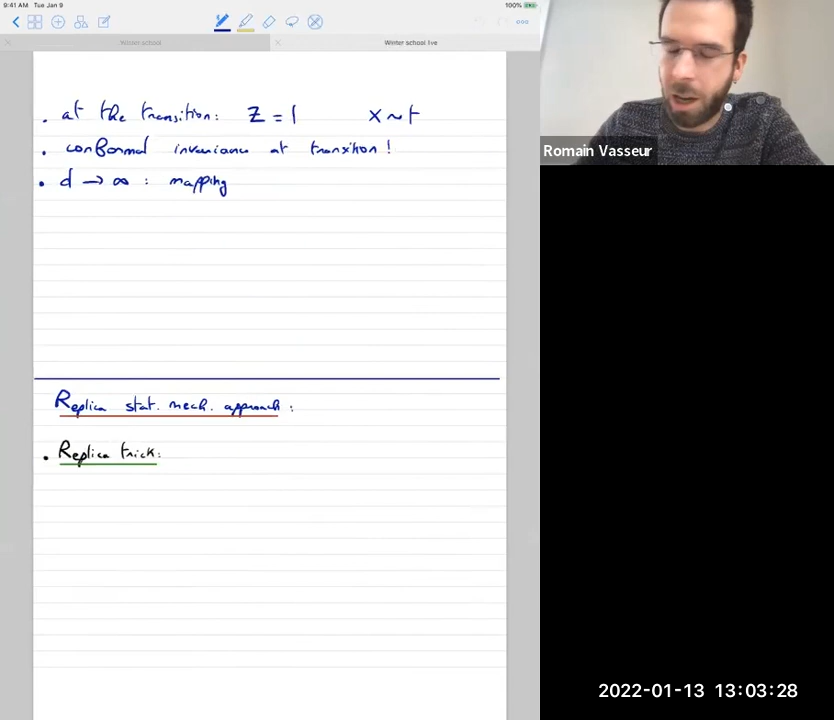 9:41 AM Tue Jan 9
100%
Winter school
Winter school live
• at the transition: Z = 1 x ~ t
• conformal invariance at transition!
• d → ∞ : mapping
Replica stat. mech. approach:
• Replica trick:
Romain Vasseur
2022-01-13 13:03:28